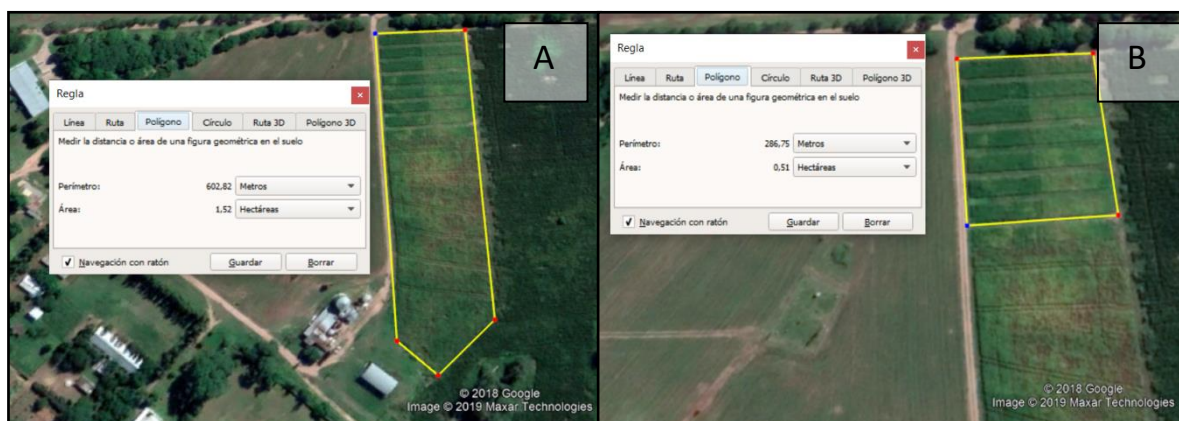 A
Regla
Línea Ruta Polígono Círculo Ruta 3D Polígono 3D
Medir la distancia o área de una figura geométrica en el suelo
Perímetro: 602,82 Metros
Área: 1,52 Hectáreas
Navegación con ratón Guardar Borrar
© 2018 Google
Image © 2019 Maxar Technologies
B
Regla
Línea Ruta Polígono Círculo Ruta 3D Polígono 3D
Medir la distancia o área de una figura geométrica en el suelo
Perímetro: 286,75 Metros
Área: 0,51 Hectáreas
Navegación con ratón Guardar Borrar
© 2018 Google
Image © 2019 Maxar Technologies